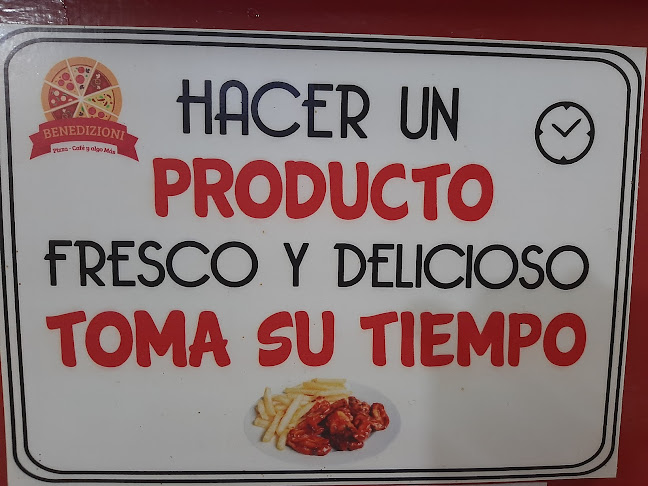 BENEDIZIONI
Pizza - Café y algo Más
HACER UN
PRODUCTO
FRESCO Y DELICIOSO
TOMA SU TIEMPO